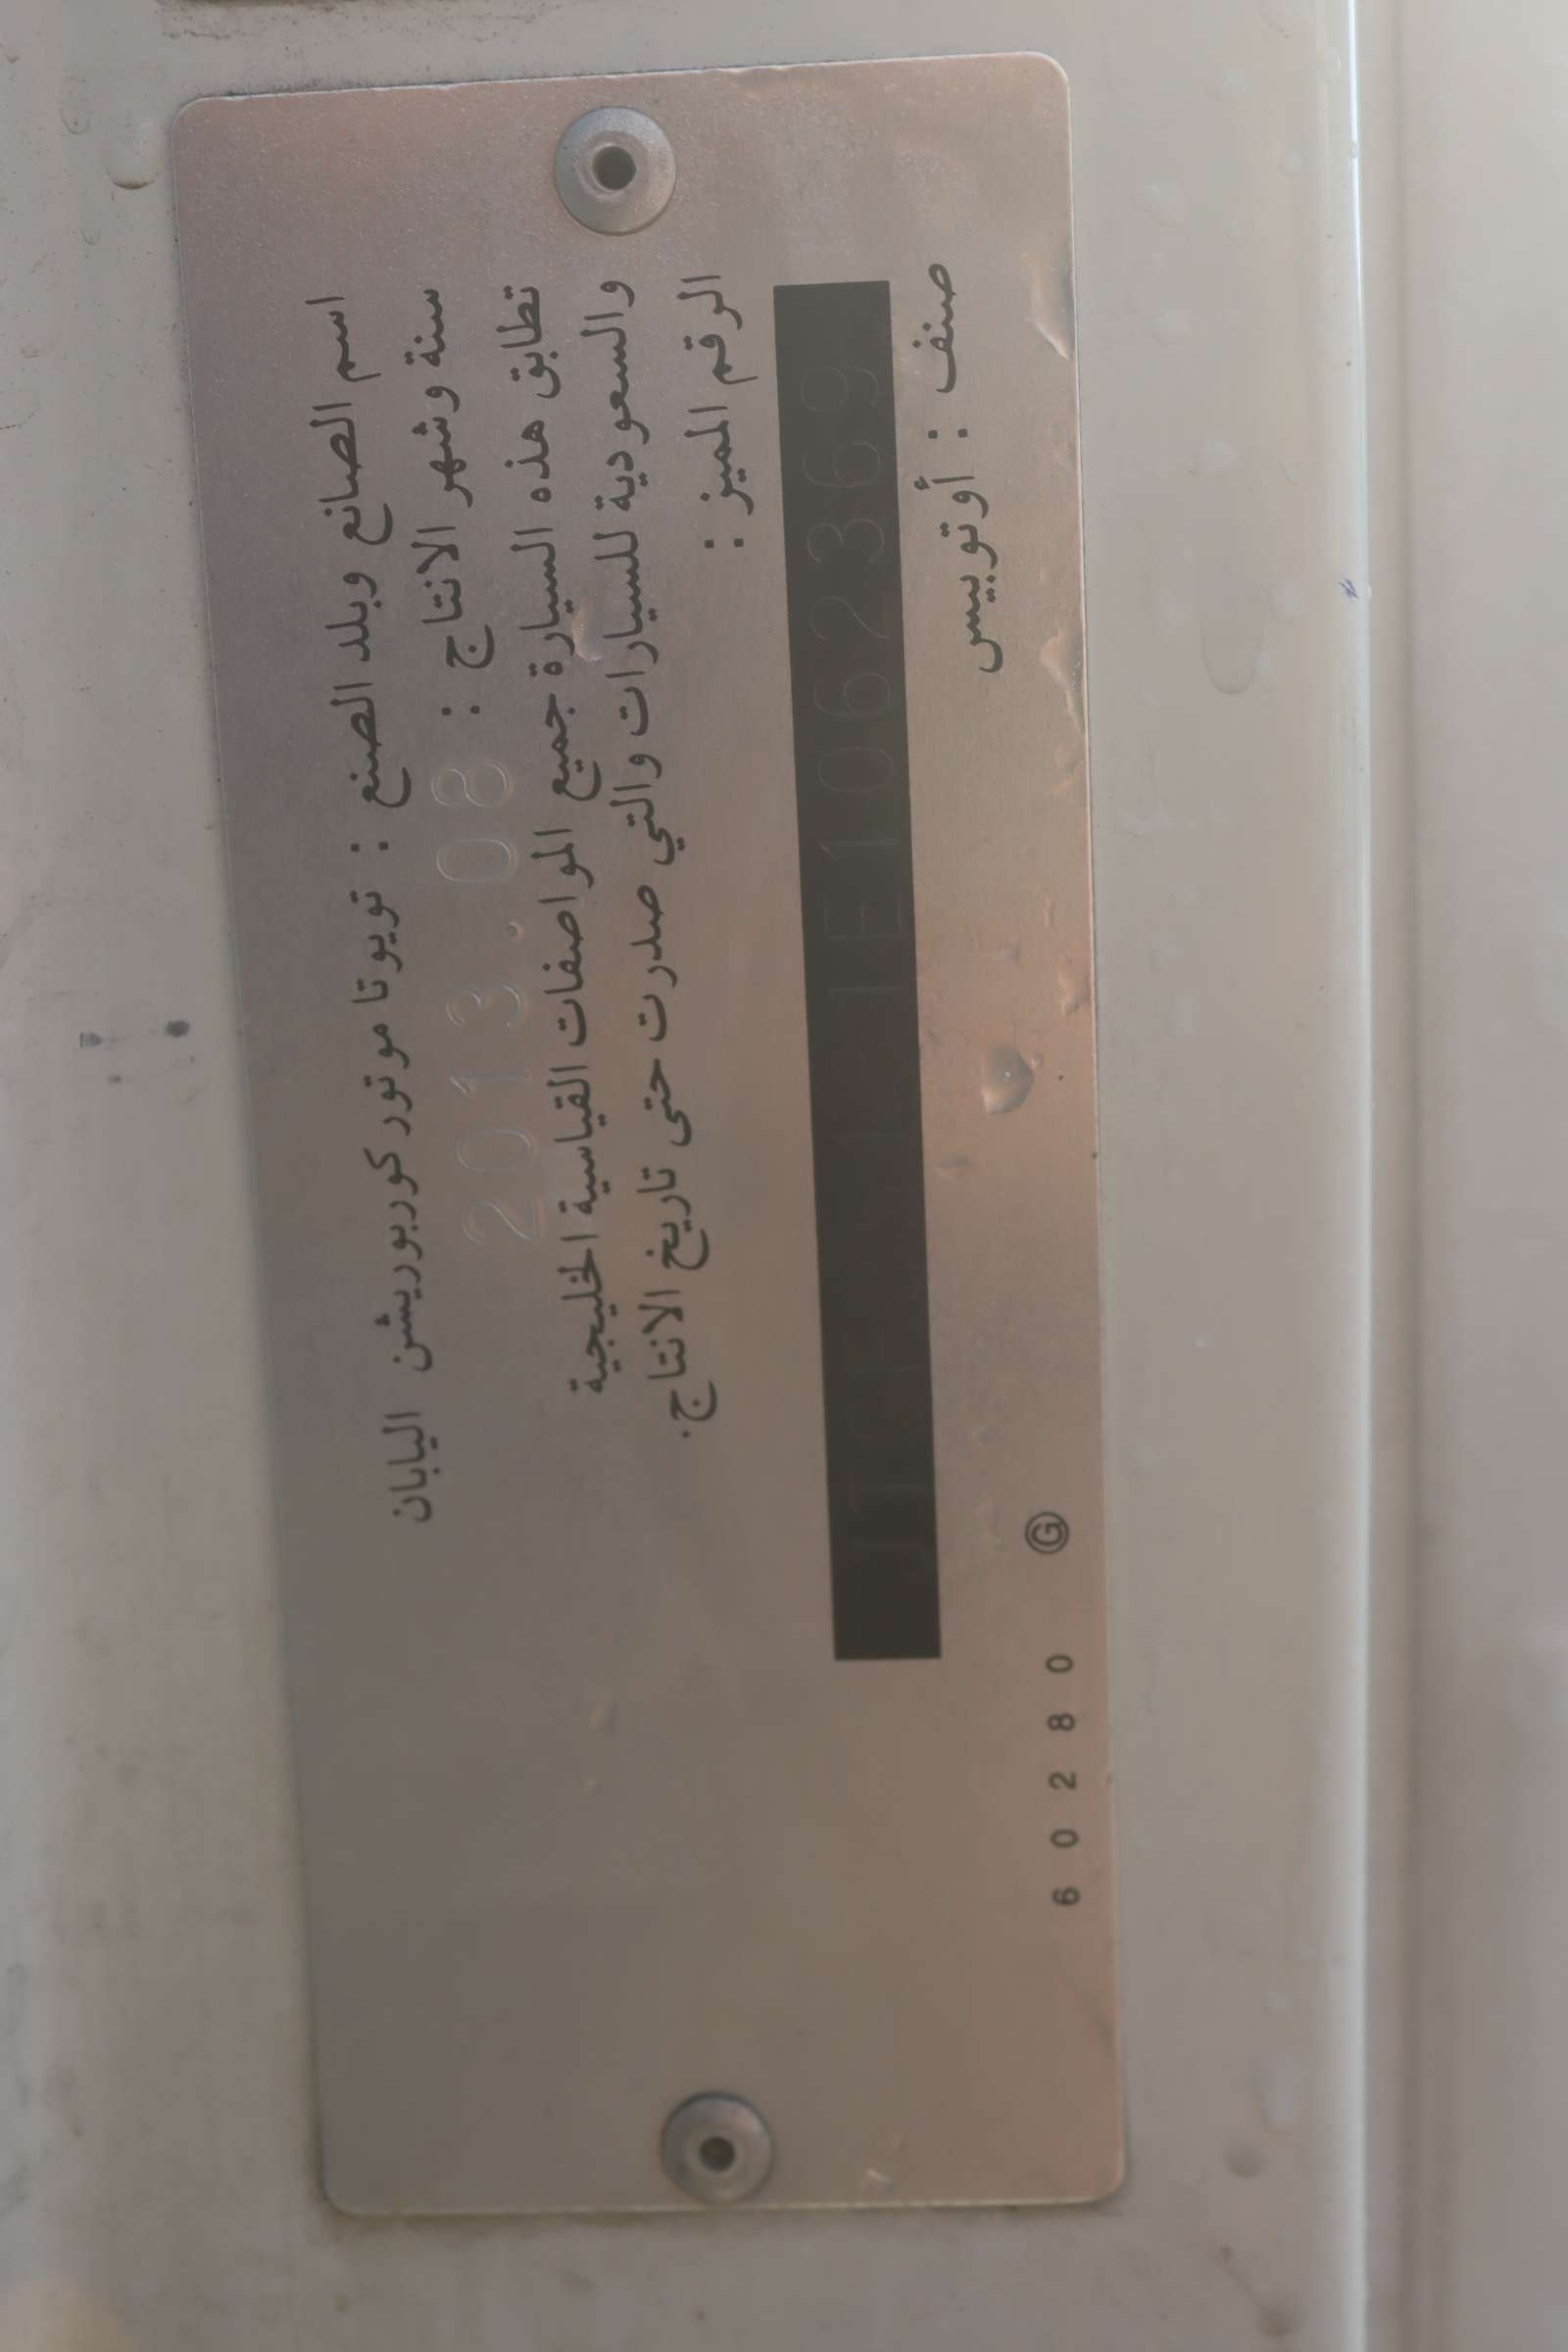 اسم الصانع وبلد الصنع : تويوتا موتور كوربوريشن اليابان
سنة وشهر الانتاج : 2013.08
تطابق هذه السيارة جميع المواصفات القياسية الخليجية
والسعودية للسيارات والتي صدرت حتى تاريخ الانتاج.
الرقم المميز :
1E1062369
صنف : أوتوبيس
60280 Ⓖ